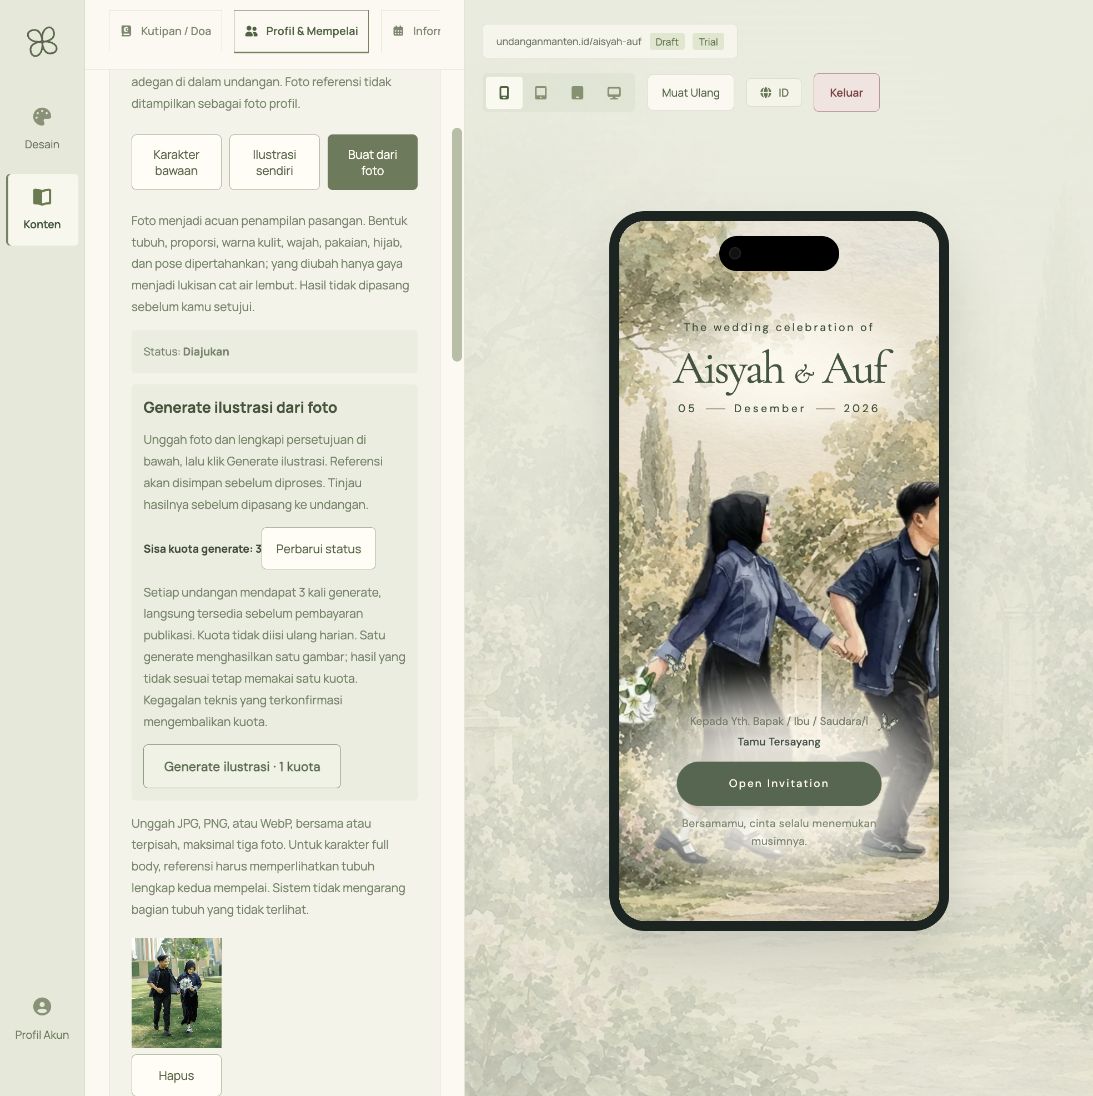 Desain
Konten
Profil Akun
Kutipan / Doa
Profil & Mempelai
Inforr
adegan di dalam undangan. Foto referensi tidak
ditampilkan sebagai foto profil.
Karakter
bawaan
Ilustrasi
sendiri
Buat dari
foto
Foto menjadi acuan penampilan pasangan. Bentuk
tubuh, proporsi, warna kulit, wajah, pakaian, hijab,
dan pose dipertahankan; yang diubah hanya gaya
menjadi lukisan cat air lembut. Hasil tidak dipasang
sebelum kamu setujui.
Status: Diajukan
Generate ilustrasi dari foto
Unggah foto dan lengkapi persetujuan di
bawah, lalu klik Generate ilustrasi. Referensi
akan disimpan sebelum diproses. Tinjau
hasilnya sebelum dipasang ke undangan.
Sisa kuota generate: 3
Perbarui status
Setiap undangan mendapat 3 kali generate,
langsung tersedia sebelum pembayaran
publikasi. Kuota tidak diisi ulang harian. Satu
generate menghasilkan satu gambar; hasil yang
tidak sesuai tetap memakai satu kuota.
Kegagalan teknis yang terkonfirmasi
mengembalikan kuota.
Generate ilustrasi · 1 kuota
Unggah JPG, PNG, atau WebP, bersama atau
terpisah, maksimal tiga foto. Untuk karakter full
body, referensi harus memperlihatkan tubuh
lengkap kedua mempelai. Sistem tidak mengarang
bagian tubuh yang tidak terlihat.
Hapus
undanganmanten.id/aisyah-auf
Draft
Trial
Muat Ulang
ID
Keluar
The wedding celebration of
Aisyah & Auf
05 — Desember — 2026
Kepada Yth. Bapak / Ibu / Saudara/i
Tamu Tersayang
Open Invitation
Bersamamu, cinta selalu menemukan
musimnya.